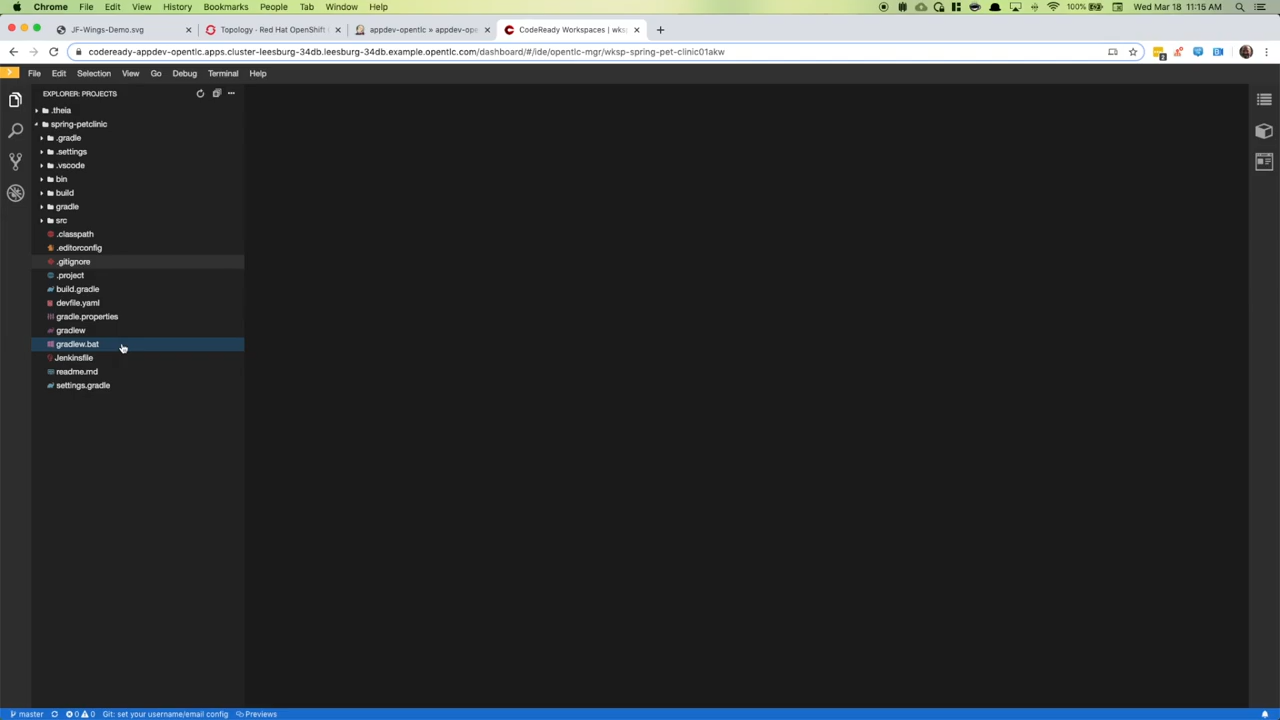 Chrome File Edit View History Bookmarks People Tab Window Help 100% Wed Mar 18 11:15 AM
JF-Wings-Demo.svg × Topology - Red Hat OpenShift × appdev-opentlc » appdev-ope × CodeReady Workspaces | wks ×
codeready-appdev-opentlc.apps.cluster-leesburg-34db.leesburg-34db.example.opentlc.com/dashboard/#/ide/opentlc-mgr/wksp-spring-pet-clinic01akw
File Edit Selection View Go Debug Terminal Help
EXPLORER: PROJECTS
.theia
spring-petclinic
.gradle
.settings
.vscode
bin
build
gradle
src
.classpath
.editorconfig
.gitignore
.project
build.gradle
devfile.yaml
gradle.properties
gradlew
gradlew.bat
Jenkinsfile
readme.md
settings.gradle
master 0 0 Git: set your username/email config Previews